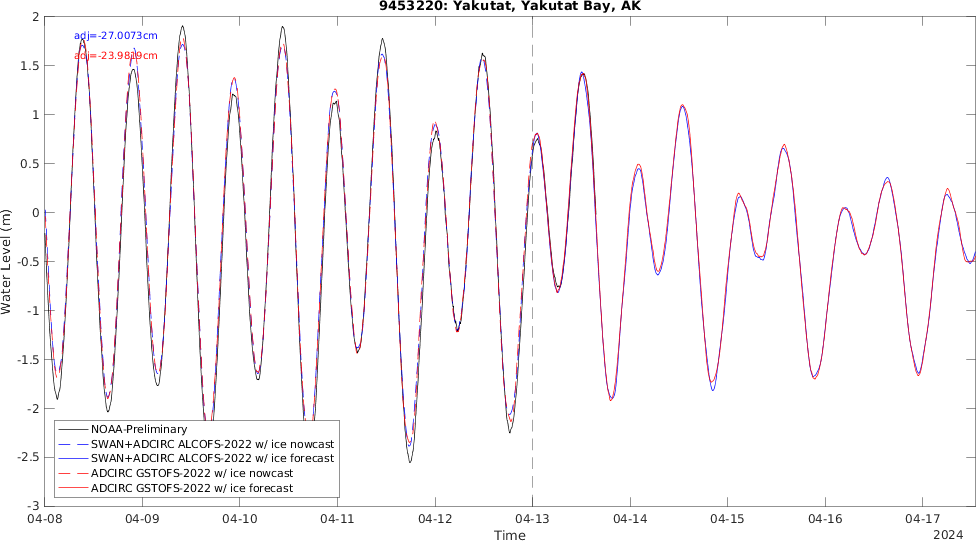 9453220: Yakutat, Yakutat Bay, AK
adj=-27.0073cm
adj=-23.9819cm
Water Level (m)
2
1.5
1
0.5
0
-0.5
-1
-1.5
-2
-2.5
-3
NOAA-Preliminary
SWAN+ADCIRC ALCOFS-2022 w/ ice nowcast
SWAN+ADCIRC ALCOFS-2022 w/ ice forecast
ADCIRC GSTOFS-2022 w/ ice nowcast
ADCIRC GSTOFS-2022 w/ ice forecast
04-08 04-09 04-10 04-11 04-12 04-13 04-14 04-15 04-16 04-17
Time
2024